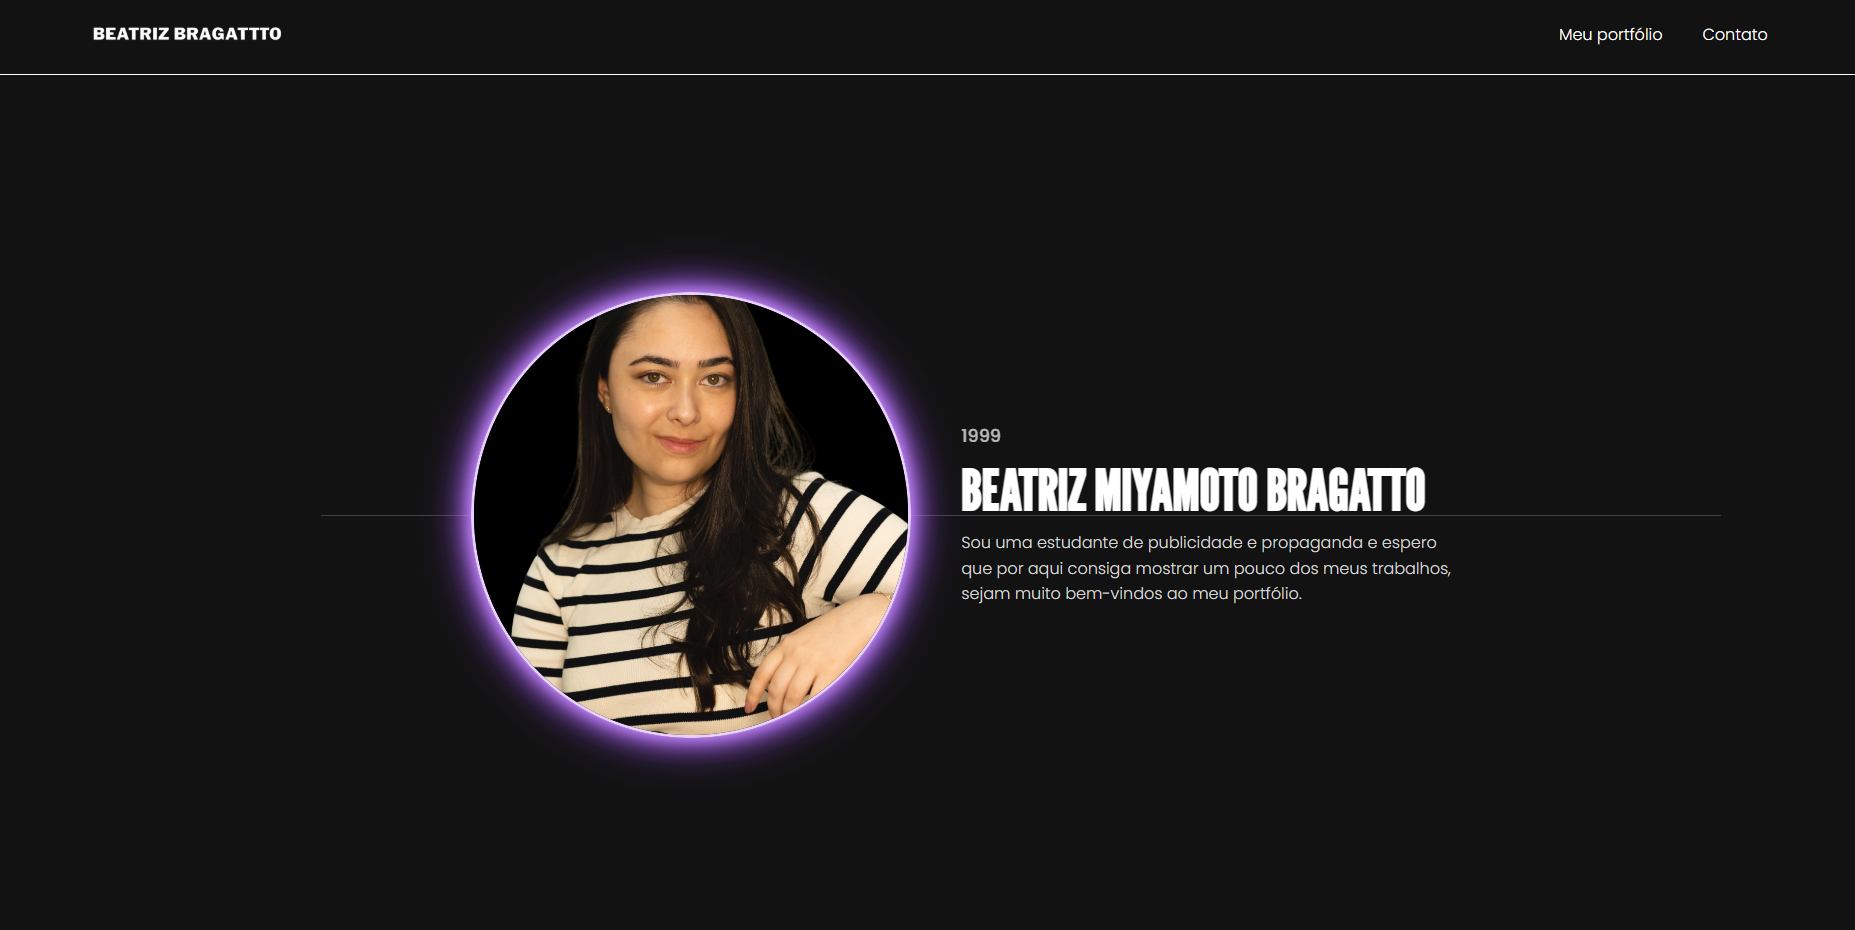 BEATRIZ BRAGATTTO
Meu portfólio
Contato
1999
BEATRIZ MIYAMOTO BRAGATTO
Sou uma estudante de publicidade e propaganda e espero
que por aqui consiga mostrar um pouco dos meus trabalhos,
sejam muito bem-vindos ao meu portfólio.